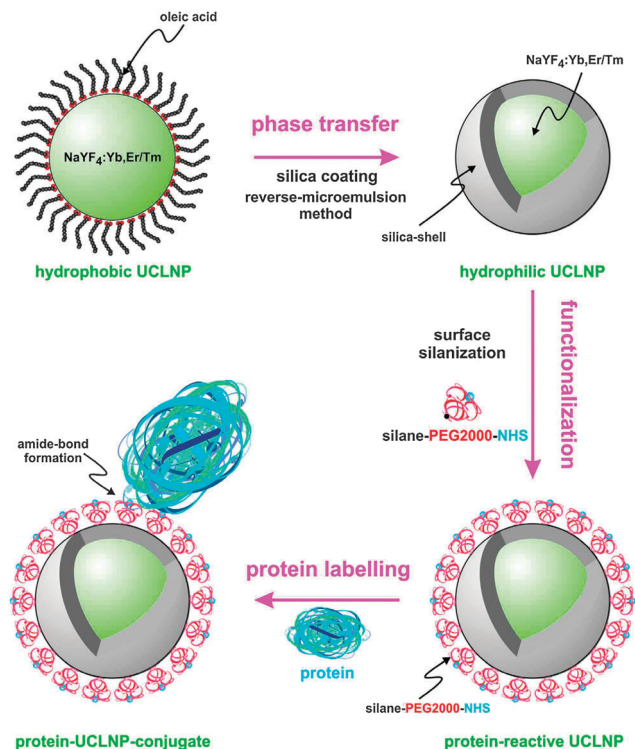 oleic acid
NaYF4:Yb,Er/Tm
hydrophobic UCLNP
phase transfer
silica coating
reverse-microemulsion
method
NaYF4:Yb,Er/Tm
silica-shell
hydrophilic UCLNP
functionalization
surface
silanization
silane-PEG2000-NHS
amide-bond
formation
protein labelling
protein
silane-PEG2000-NHS
protein-UCLNP-conjugate
protein-reactive UCLNP